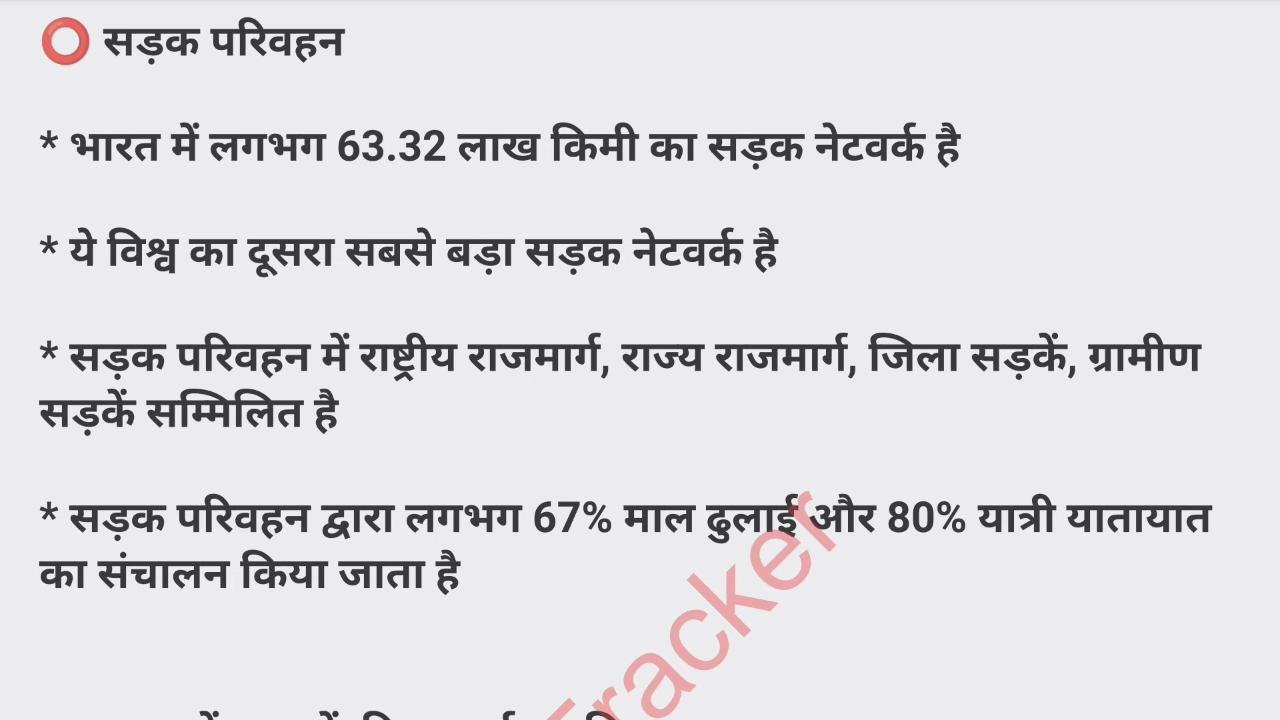 ⭕ सड़क परिवहन
* भारत में लगभग 63.32 लाख किमी का सड़क नेटवर्क है
* ये विश्व का दूसरा सबसे बड़ा सड़क नेटवर्क है
* सड़क परिवहन में राष्ट्रीय राजमार्ग, राज्य राजमार्ग, जिला सड़कें, ग्रामीण
सड़कें सम्मिलित है
* सड़क परिवहन द्वारा लगभग 67% माल ढुलाई और 80% यात्री यातायात
का संचालन किया जाता है
Tracker